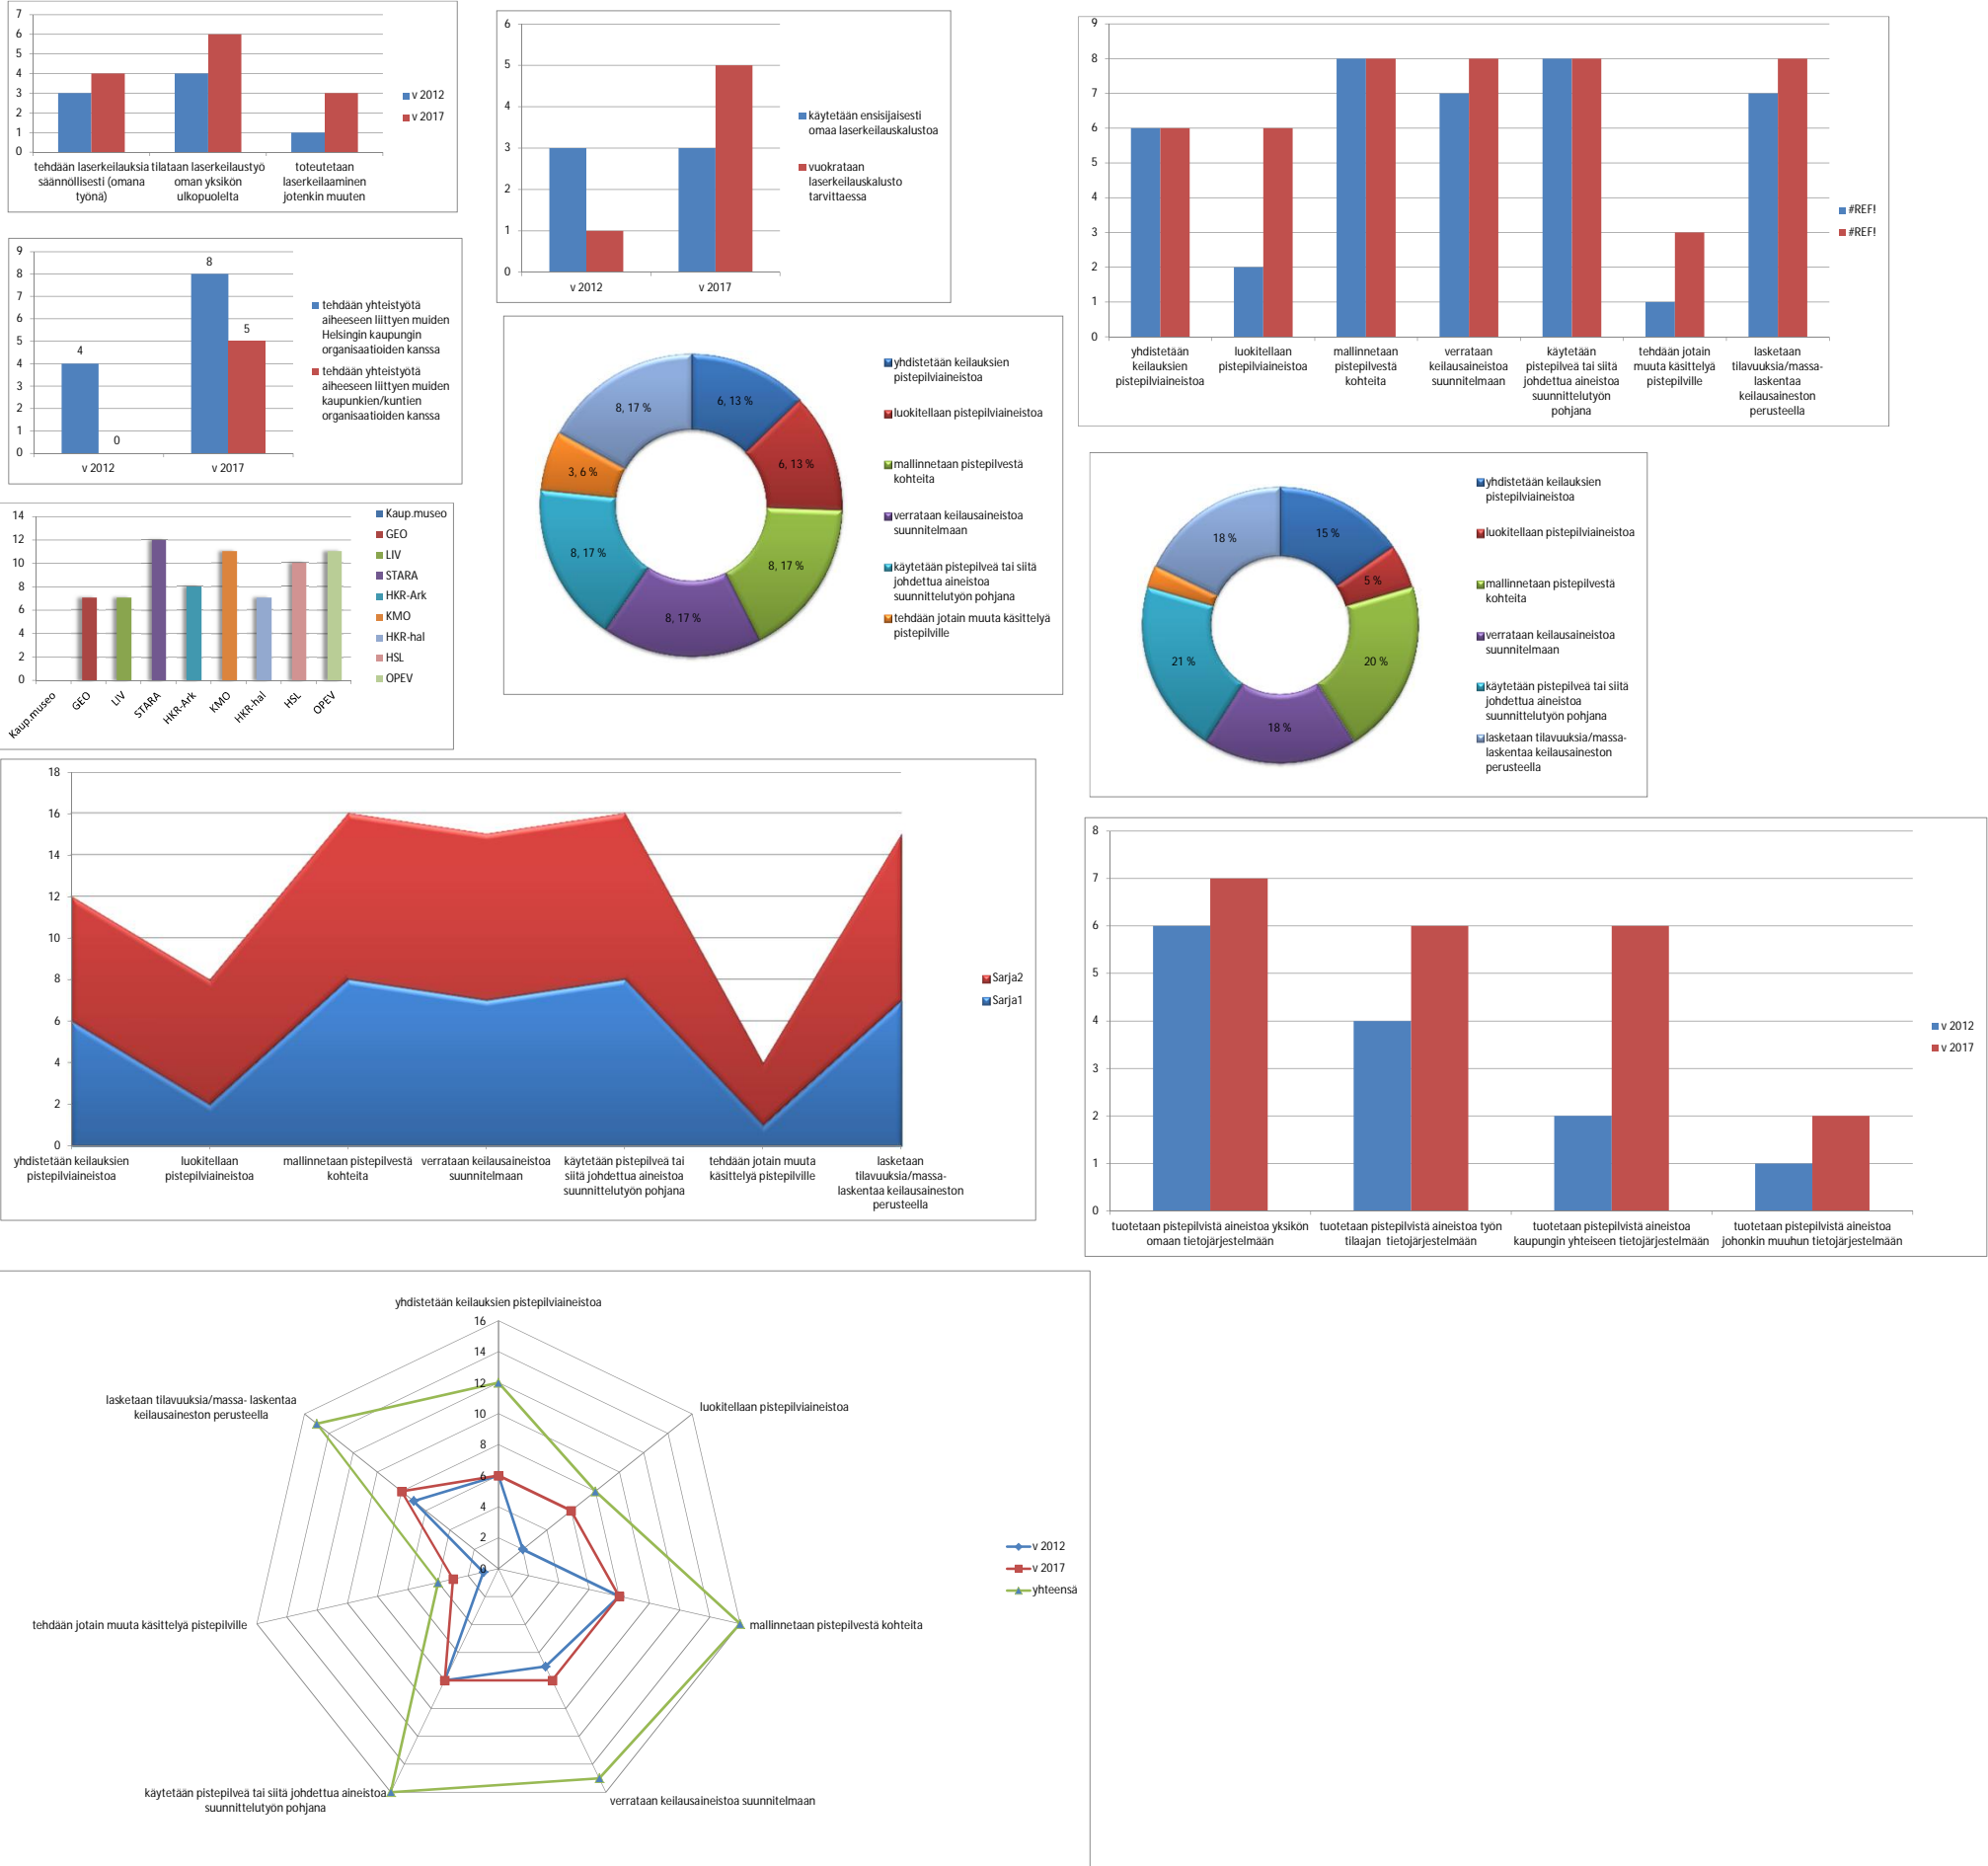 7
6
5
4
3
2
1
0
tehdään laserkeilauksia
säännöllisesti (omana
työnä)
tilataan laserkeilaustyö
oman yksikön
ulkopuolelta
toteutetaan
laserkeilaaminen
jotenkin muuten
v 2012
v 2017
6
5
4
3
2
1
0
v 2012
v 2017
käytetään ensisijaisesti
omaa laserkeilauskalustoa
vuokrataan
laserkeilauskalusto
tarvittaessa
9
8
7
6
5
4
3
2
1
0
yhdistetään
keilauksien
pistepilviaineistoa
luokitellaan
pistepilviaineistoa
mallinnetaan
pistepilvestä
kohteita
verrataan
keilausaineistoa
suunnitelmaan
käytetään
pistepilveä tai siitä
johdettua aineistoa
suunnittelutyön
pohjana
tehdään jotain
muuta käsittelyä
pistepilville
lasketaan
tilavuuksia/massa-
laskentaa
keilausaineston
perusteella
#REF!
#REF!
9
8
7
6
5
4
3
2
1
0
4
0
8
5
v 2012
v 2017
tehdään yhteistyötä
aiheeseen liittyen muiden
Helsingin kaupungin
organisaatioiden kanssa
tehdään yhteistyötä
aiheeseen liittyen muiden
kaupunkien/kuntien
organisaatioiden kanssa
6, 13 %
6, 13 %
8, 17 %
8, 17 %
8, 17 %
3, 6 %
8, 17 %
yhdistetään keilauksien
pistepilviaineistoa
luokitellaan pistepilviaineistoa
mallinnetaan pistepilvestä
kohteita
verrataan keilausaineistoa
suunnitelmaan
käytetään pistepilveä tai siitä
johdettua aineistoa
suunnittelutyön pohjana
tehdään jotain muuta käsittelyä
pistepilville
15 %
5 %
20 %
18 %
21 %
18 %
yhdistetään keilauksien
pistepilviaineistoa
luokitellaan pistepilviaineistoa
mallinnetaan pistepilvestä
kohteita
verrataan keilausaineistoa
suunnitelmaan
käytetään pistepilveä tai siitä
johdettua aineistoa
suunnittelutyön pohjana
lasketaan tilavuuksia/massa-
laskentaa keilausaineston
perusteella
14
12
10
8
6
4
2
0
Kaup.museo
GEO
LIV
STARA
HKR-Ark
KMO
HKR-hal
HSL
OPEV
Kaup.museo
GEO
LIV
STARA
HKR-Ark
KMO
HKR-hal
HSL
OPEV
18
16
14
12
10
8
6
4
2
0
yhdistetään keilauksien
pistepilviaineistoa
luokitellaan
pistepilviaineistoa
mallinnetaan pistepilvestä
kohteita
verrataan keilausaineistoa
suunnitelmaan
käytetään pistepilveä tai
siitä johdettua aineistoa
suunnittelutyön pohjana
tehdään jotain muuta
käsittelyä pistepilville
lasketaan
tilavuuksia/massa-
laskentaa keilausaineston
perusteella
Sarja2
Sarja1
8
7
6
5
4
3
2
1
0
tuotetaan pistepilvistä aineistoa yksikön
omaan tietojärjestelmään
tuotetaan pistepilvistä aineistoa työn
tilaajan tietojärjestelmään
tuotetaan pistepilvistä aineistoa
kaupungin yhteiseen tietojärjestelmään
tuotetaan pistepilvistä aineistoa
johonkin muuhun tietojärjestelmään
v 2012
v 2017
yhdistetään keilauksien pistepilviaineistoa
16
14
12
10
8
6
4
2
0
luokitellaan pistepilviaineistoa
mallinnetaan pistepilvestä kohteita
verrataan keilausaineistoa suunnitelmaan
käytetään pistepilveä tai siitä johdettua aineistoa
suunnittelutyön pohjana
tehdään jotain muuta käsittelyä pistepilville
lasketaan tilavuuksia/massa- laskentaa
keilausaineston perusteella
v 2012
v 2017
yhteensä